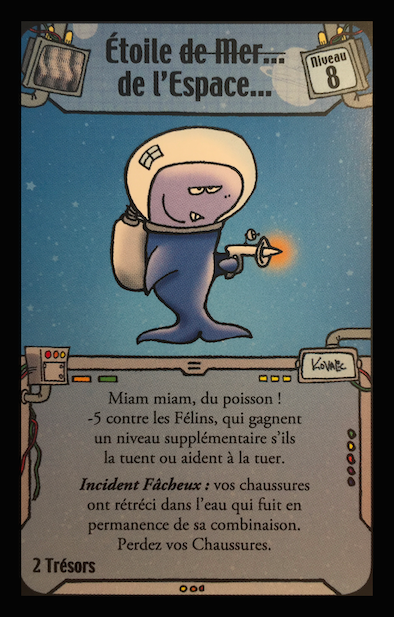 Étoile de Mer...
de l'Espace...
Niveau
8
KOVALIC
Miam miam, du poisson !
-5 contre les Félins, qui gagnent
un niveau supplémentaire s'ils
la tuent ou aident à la tuer.
Incident Fâcheux : vos chaussures
ont rétréci dans l'eau qui fuit en
permanence de sa combinaison.
Perdez vos Chaussures.
2 Trésors